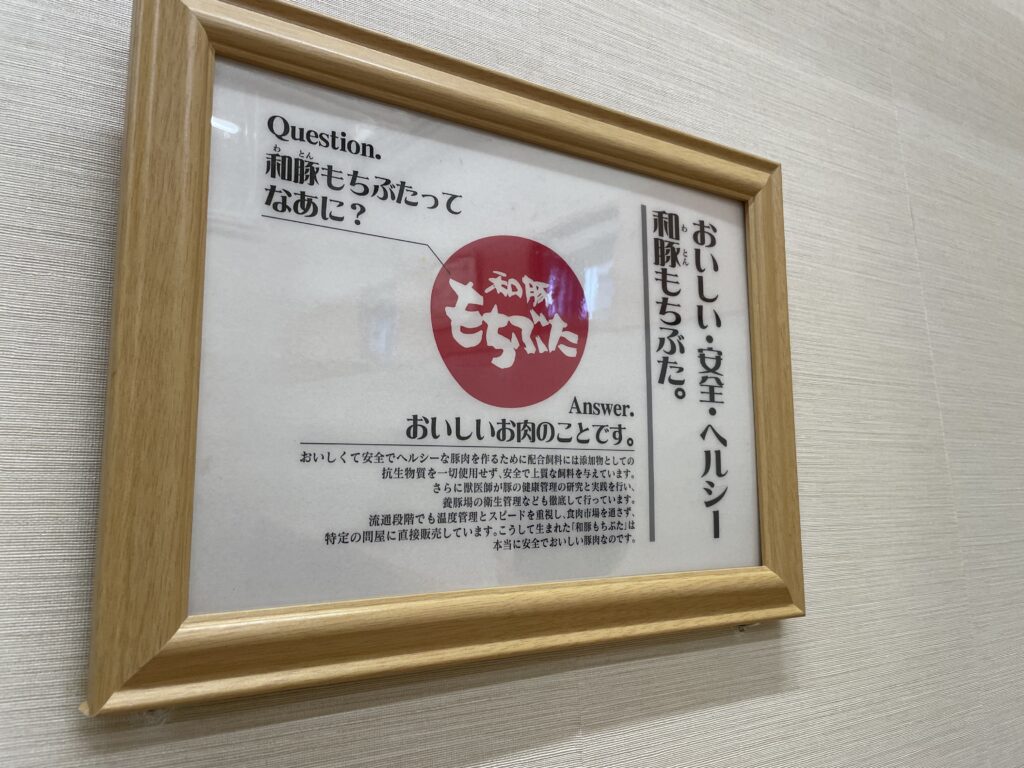 おいしい・安全・ヘルシー
和豚もちぶた。
わ とん
Question.
わ とん
和豚もちぶたって
なあに？
和豚
もちぶた
Answer.
おいしいお肉のことです。
おいしくて安全でヘルシーな豚肉を作るために配合飼料には添加物としての
抗生物質を一切使用せず、安全で上質な飼料を与えています。
さらに獣医師が豚の健康管理の研究と実践を行い、
養豚場の衛生管理なども徹底して行っています。
流通段階でも温度管理とスピードを重視し、食肉市場を通さず、
特定の問屋に直接販売しています。こうして生まれた「和豚もちぶた」は
本当に安全でおいしい豚肉なのです。